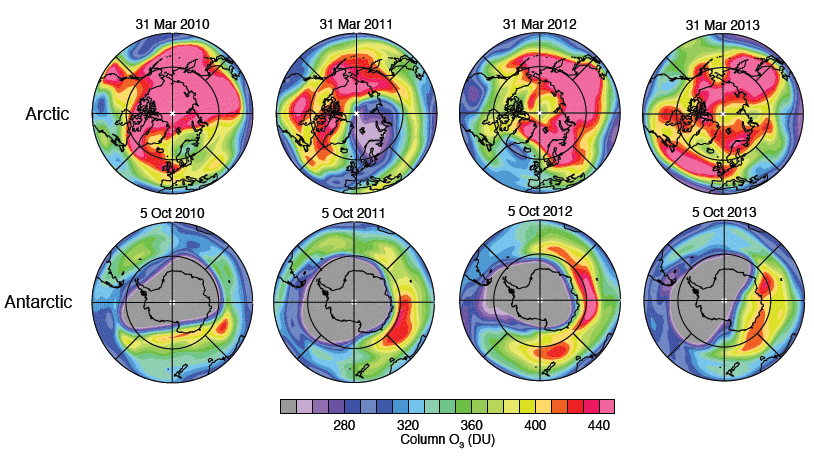 31 Mar 2010 31 Mar 2011 31 Mar 2012 31 Mar 2013
Arctic
5 Oct 2010 5 Oct 2011 5 Oct 2012 5 Oct 2013
Antarctic
280 320 360 400 440
Column O₃ (DU)